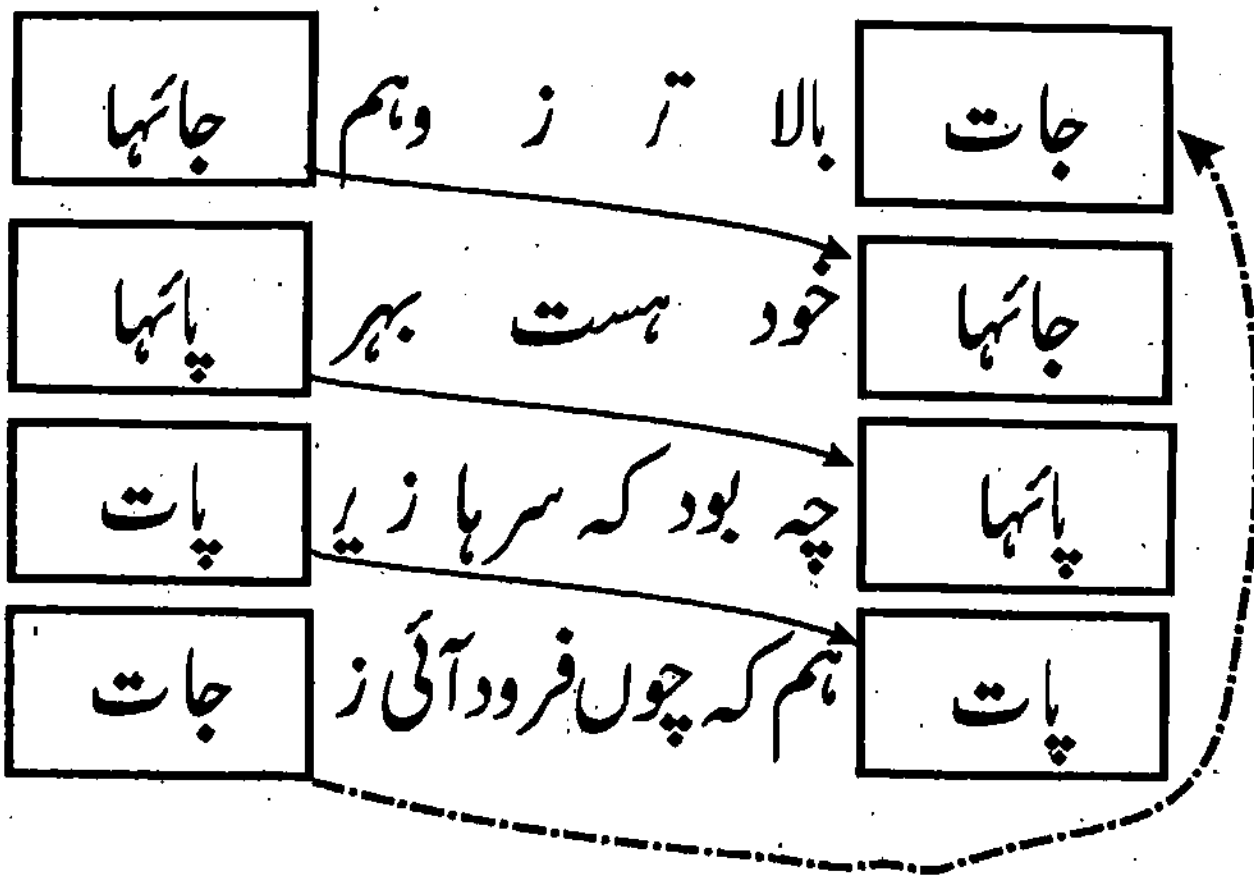 جات بالا تر ز وہم جائہا
جائہا خود ہست بہر پائہا
پائہا چہ بود کہ سرہا زیر پات
پات ہم کہ چوں فرود آئی ز جات